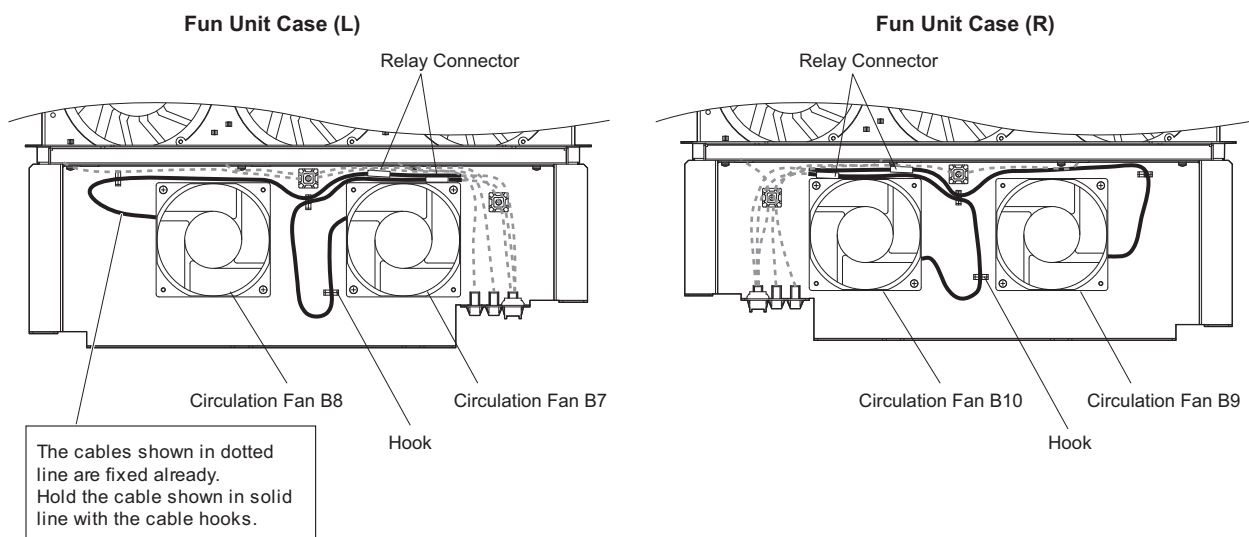 Fun Unit Case (L)
Relay Connector
Circulation Fan B8
Circulation Fan B7
Hook
The cables shown in dotted
line are fixed already.
Hold the cable shown in solid
line with the cable hooks.
Fun Unit Case (R)
Relay Connector
Circulation Fan B10
Circulation Fan B9
Hook